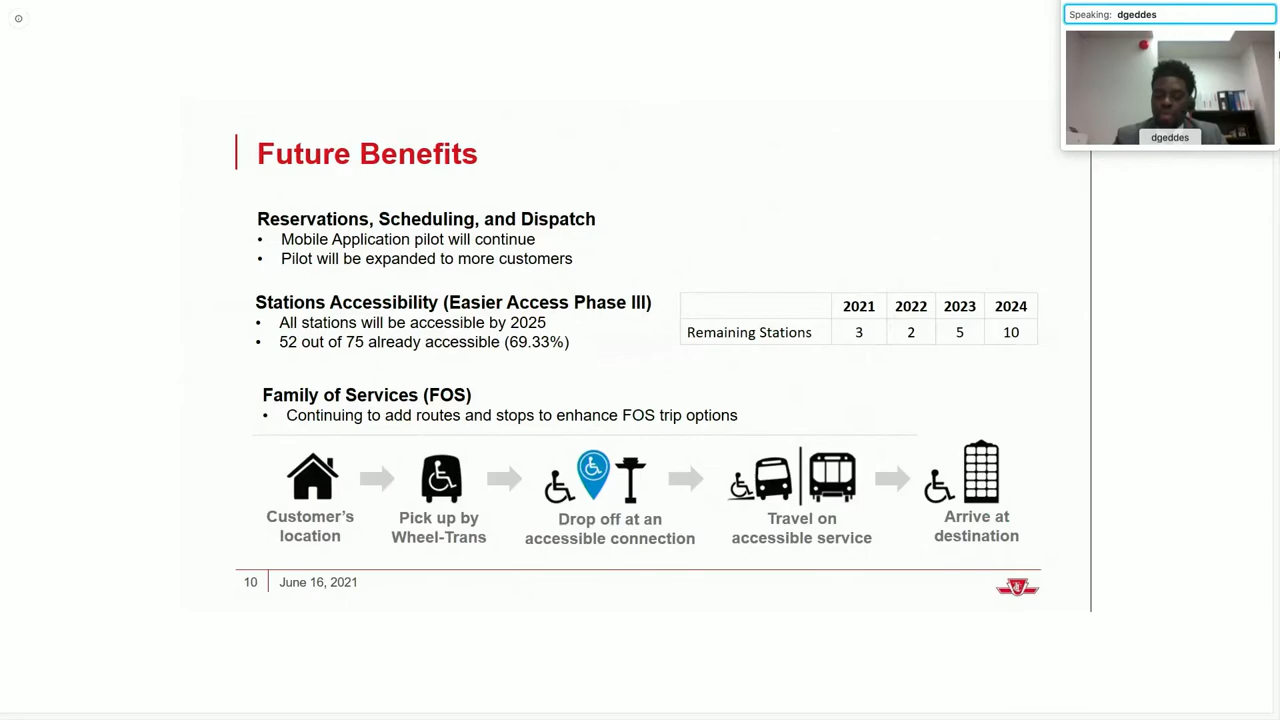 Speaking: dgeddes
dgeddes
Future Benefits
Reservations, Scheduling, and Dispatch
• Mobile Application pilot will continue
• Pilot will be expanded to more customers
Stations Accessibility (Easier Access Phase III)
• All stations will be accessible by 2025
• 52 out of 75 already accessible (69.33%)
2021 2022 2023 2024
Remaining Stations 3 2 5 10
Family of Services (FOS)
• Continuing to add routes and stops to enhance FOS trip options
Customer's location
Pick up by Wheel-Trans
Drop off at an accessible connection
Travel on accessible service
Arrive at destination
10 June 16, 2021